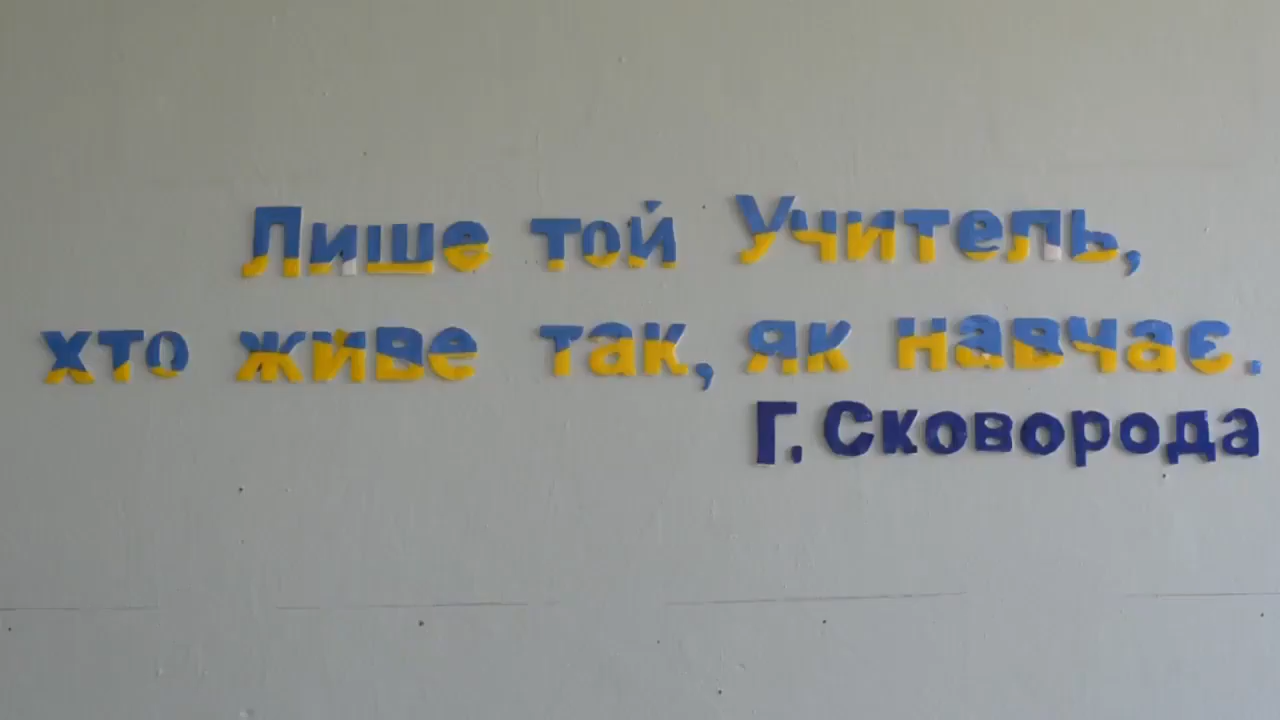 Лише той Учитель,
хто живе так, як навчає.
Г. Сковорода